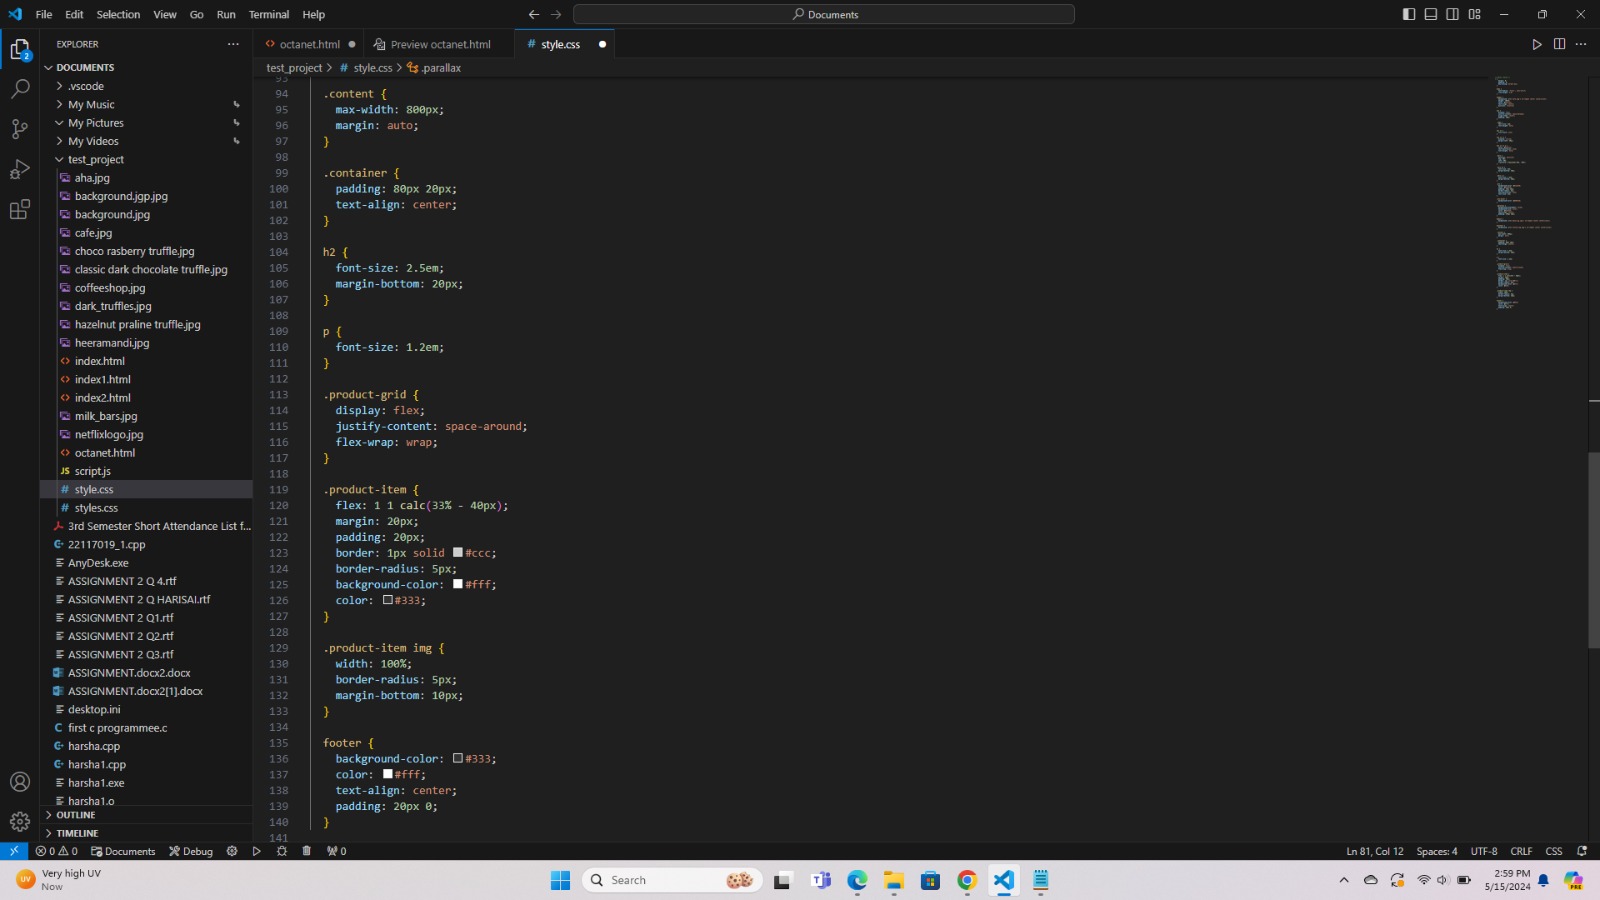 File Edit Selection View Go Run Terminal Help
Documents
EXPLORER
octanet.html
Preview octanet.html
style.css
DOCUMENTS
test_project > style.css > .parallax
.vscode
My Music
My Pictures
My Videos
test_project
aha.jpg
background.jgp.jpg
background.jpg
cafe.jpg
choco rasberry truffle.jpg
classic dark chocolate truffle.jpg
coffeeshop.jpg
dark_truffles.jpg
hazelnut praline truffle.jpg
heeramandi.jpg
index.html
index1.html
index2.html
milk_bars.jpg
netflixlogo.jpg
octanet.html
JS script.js
# style.css
# styles.css
3rd Semester Short Attendance List f...
22117019_1.cpp
AnyDesk.exe
ASSIGNMENT 2 Q 4.rtf
ASSIGNMENT 2 Q HARISAI.rtf
ASSIGNMENT 2 Q1.rtf
ASSIGNMENT 2 Q2.rtf
ASSIGNMENT 2 Q3.rtf
ASSIGNMENT.docx2.docx
ASSIGNMENT.docx2[1].docx
desktop.ini
C first c programmee.c
harsha.cpp
harsha1.cpp
harsha1.exe
harsha1.o
OUTLINE
TIMELINE
93
94 .content {
95 max-width: 800px;
96 margin: auto;
97 }
98
99 .container {
100 padding: 80px 20px;
101 text-align: center;
102 }
103
104 h2 {
105 font-size: 2.5em;
106 margin-bottom: 20px;
107 }
108
109 p {
110 font-size: 1.2em;
111 }
112
113 .product-grid {
114 display: flex;
115 justify-content: space-around;
116 flex-wrap: wrap;
117 }
118
119 .product-item {
120 flex: 1 1 calc(33% - 40px);
121 margin: 20px;
122 padding: 20px;
123 border: 1px solid #ccc;
124 border-radius: 5px;
125 background-color: #fff;
126 color: #333;
127 }
128
129 .product-item img {
130 width: 100%;
131 border-radius: 5px;
132 margin-bottom: 10px;
133 }
134
135 footer {
136 background-color: #333;
137 color: #fff;
138 text-align: center;
139 padding: 20px 0;
140 }
141
2
0 0 Documents Debug 0
Ln 81, Col 12 Spaces: 4 UTF-8 CRLF CSS
UV
Very high UV
Now
Search
2:59 PM
5/15/2024
PRE